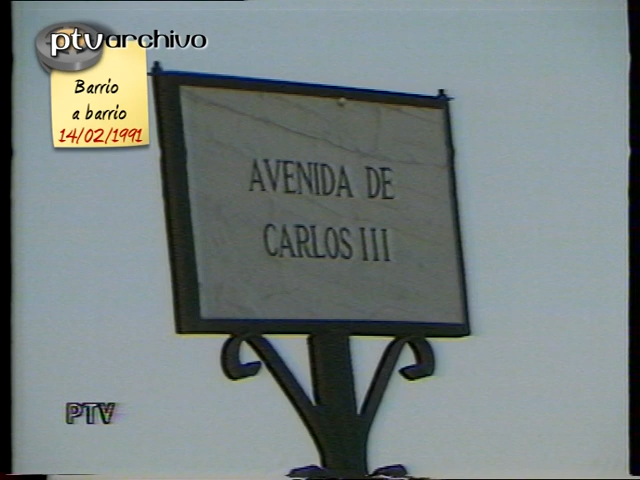 ptvarchivo
Barrio
a barrio
14/02/1991
AVENIDA DE
CARLOS III
PTV